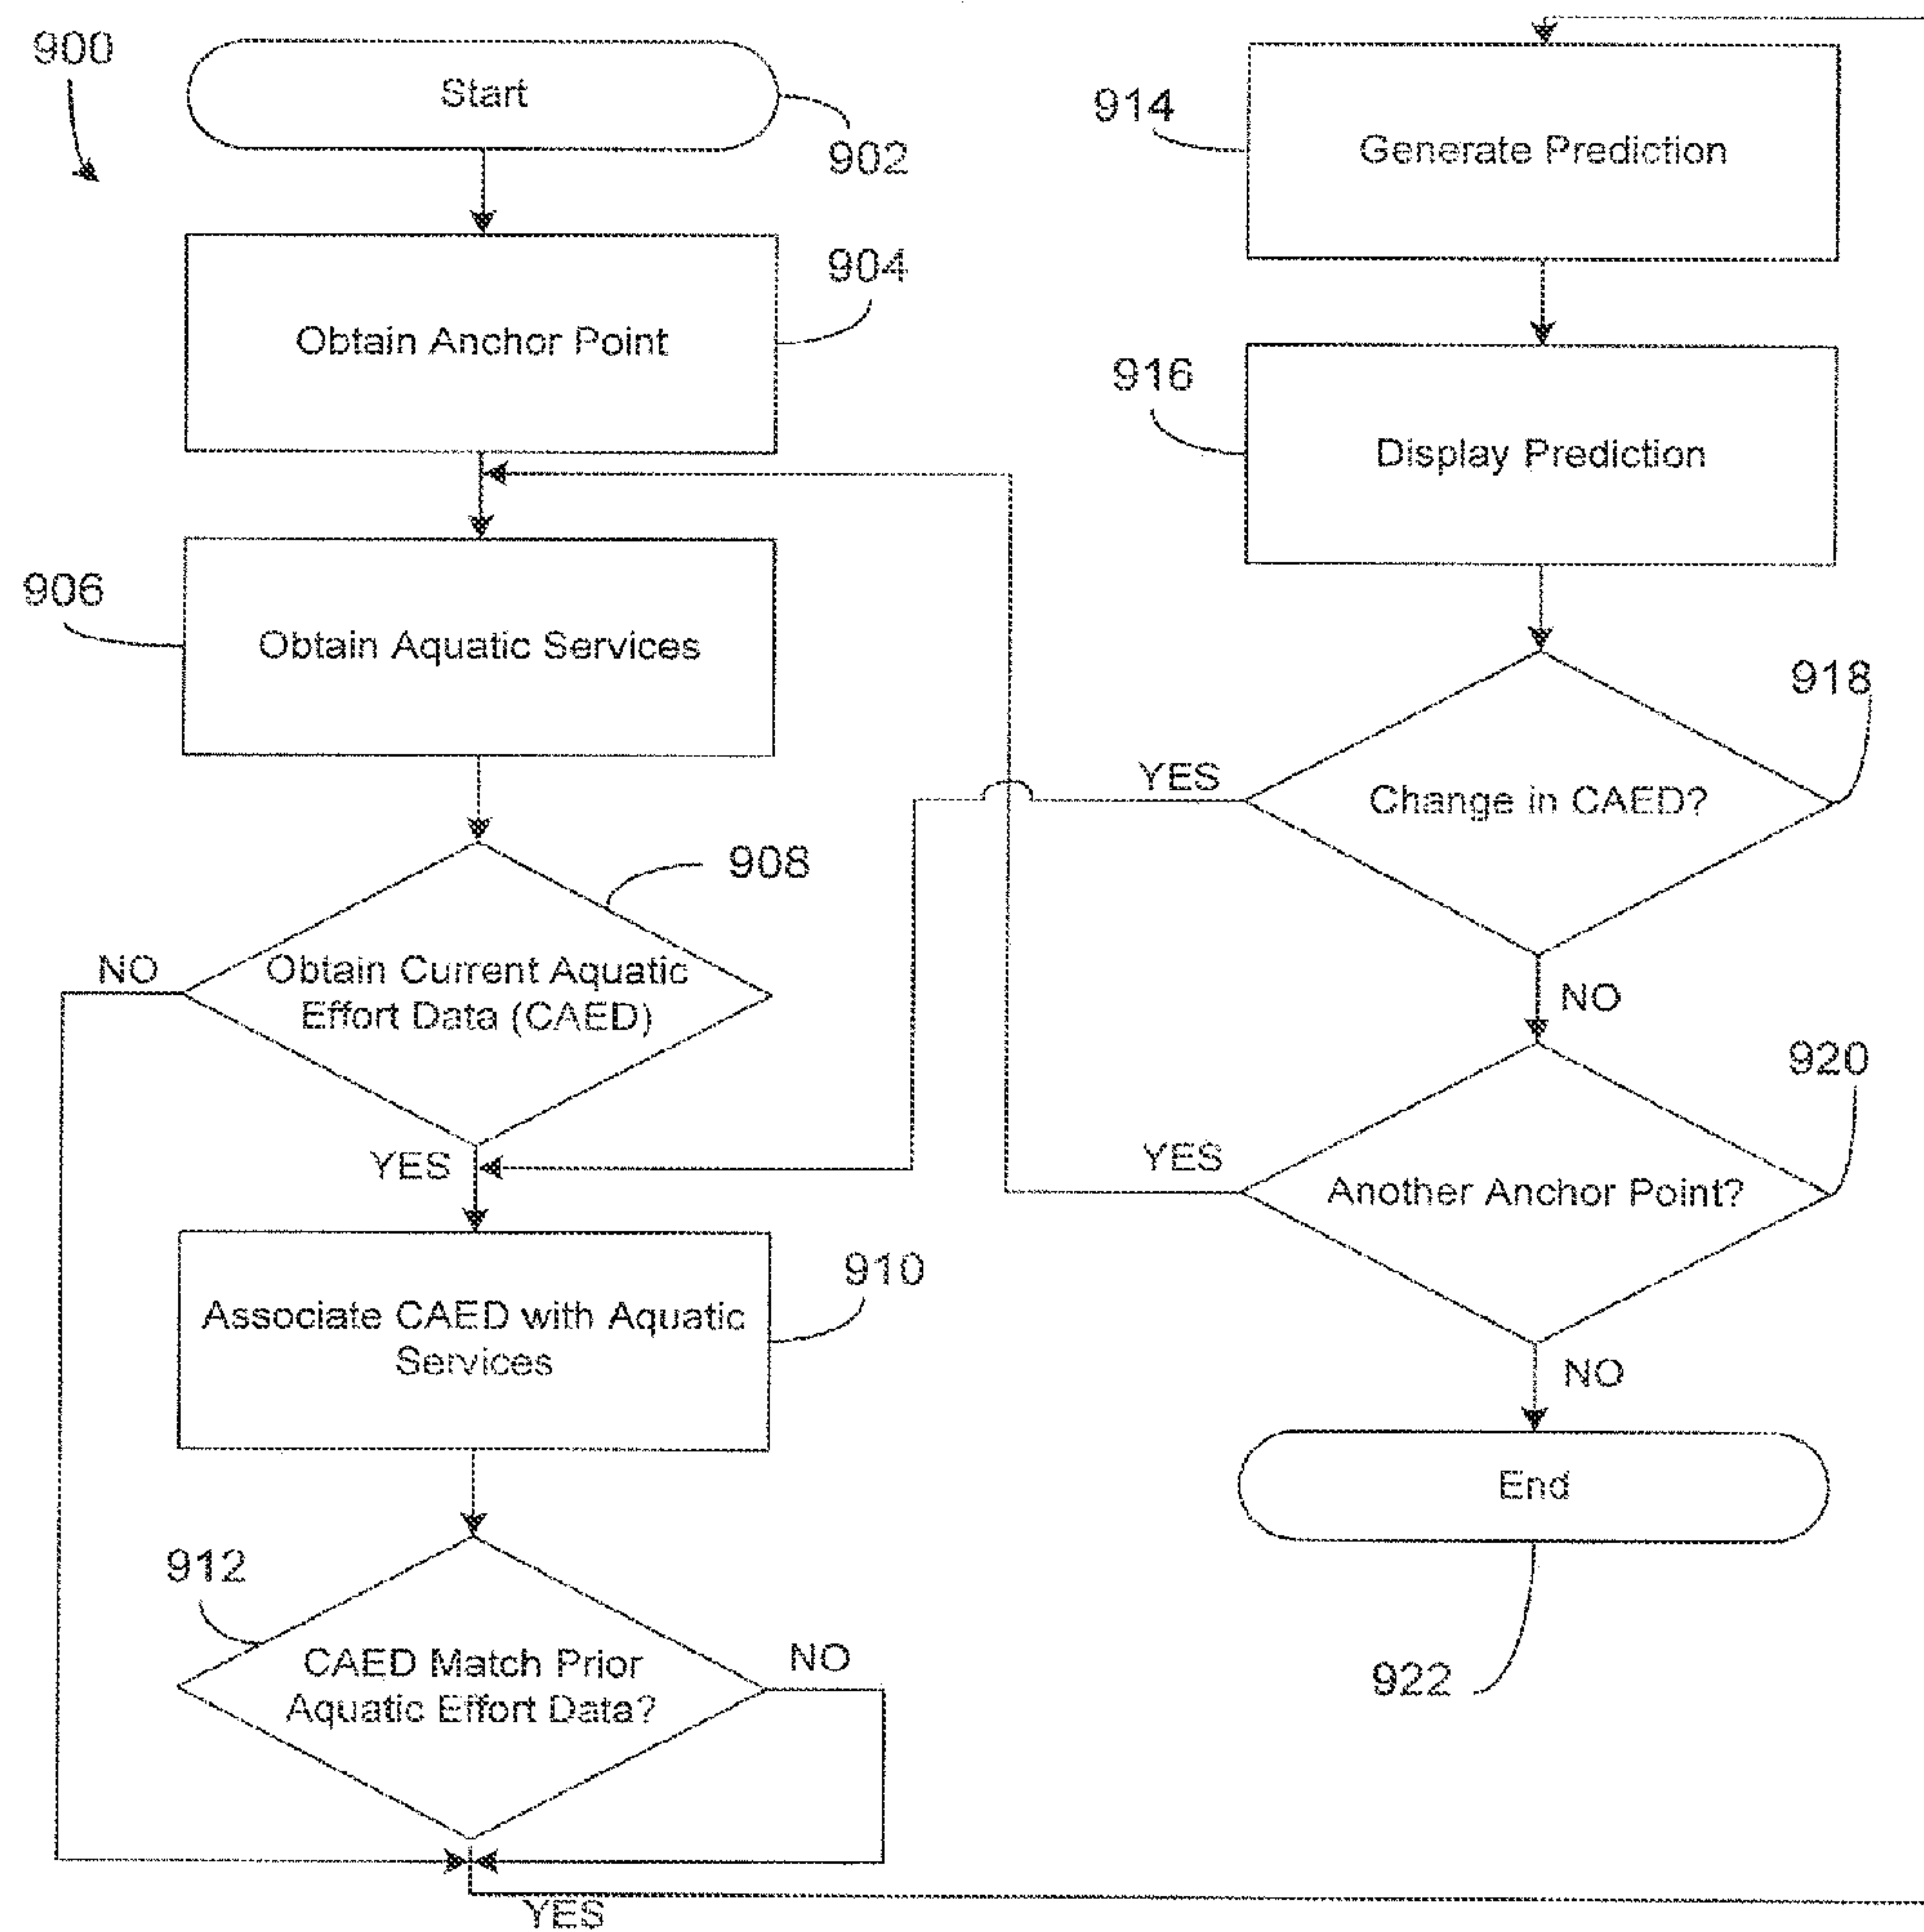 900
Start
902
Obtain Anchor Point
904
906
Obtain Aquatic Services
908
NO
Obtain Current Aquatic
Effort Data (CAED)
YES
910
Associate CAED with Aquatic
Services
912
CAED Match Prior
Aquatic Effort Data?
NO
YES
914
Generate Prediction
916
Display Prediction
918
YES
Change in CAED?
NO
920
YES
Another Anchor Point?
NO
End
922